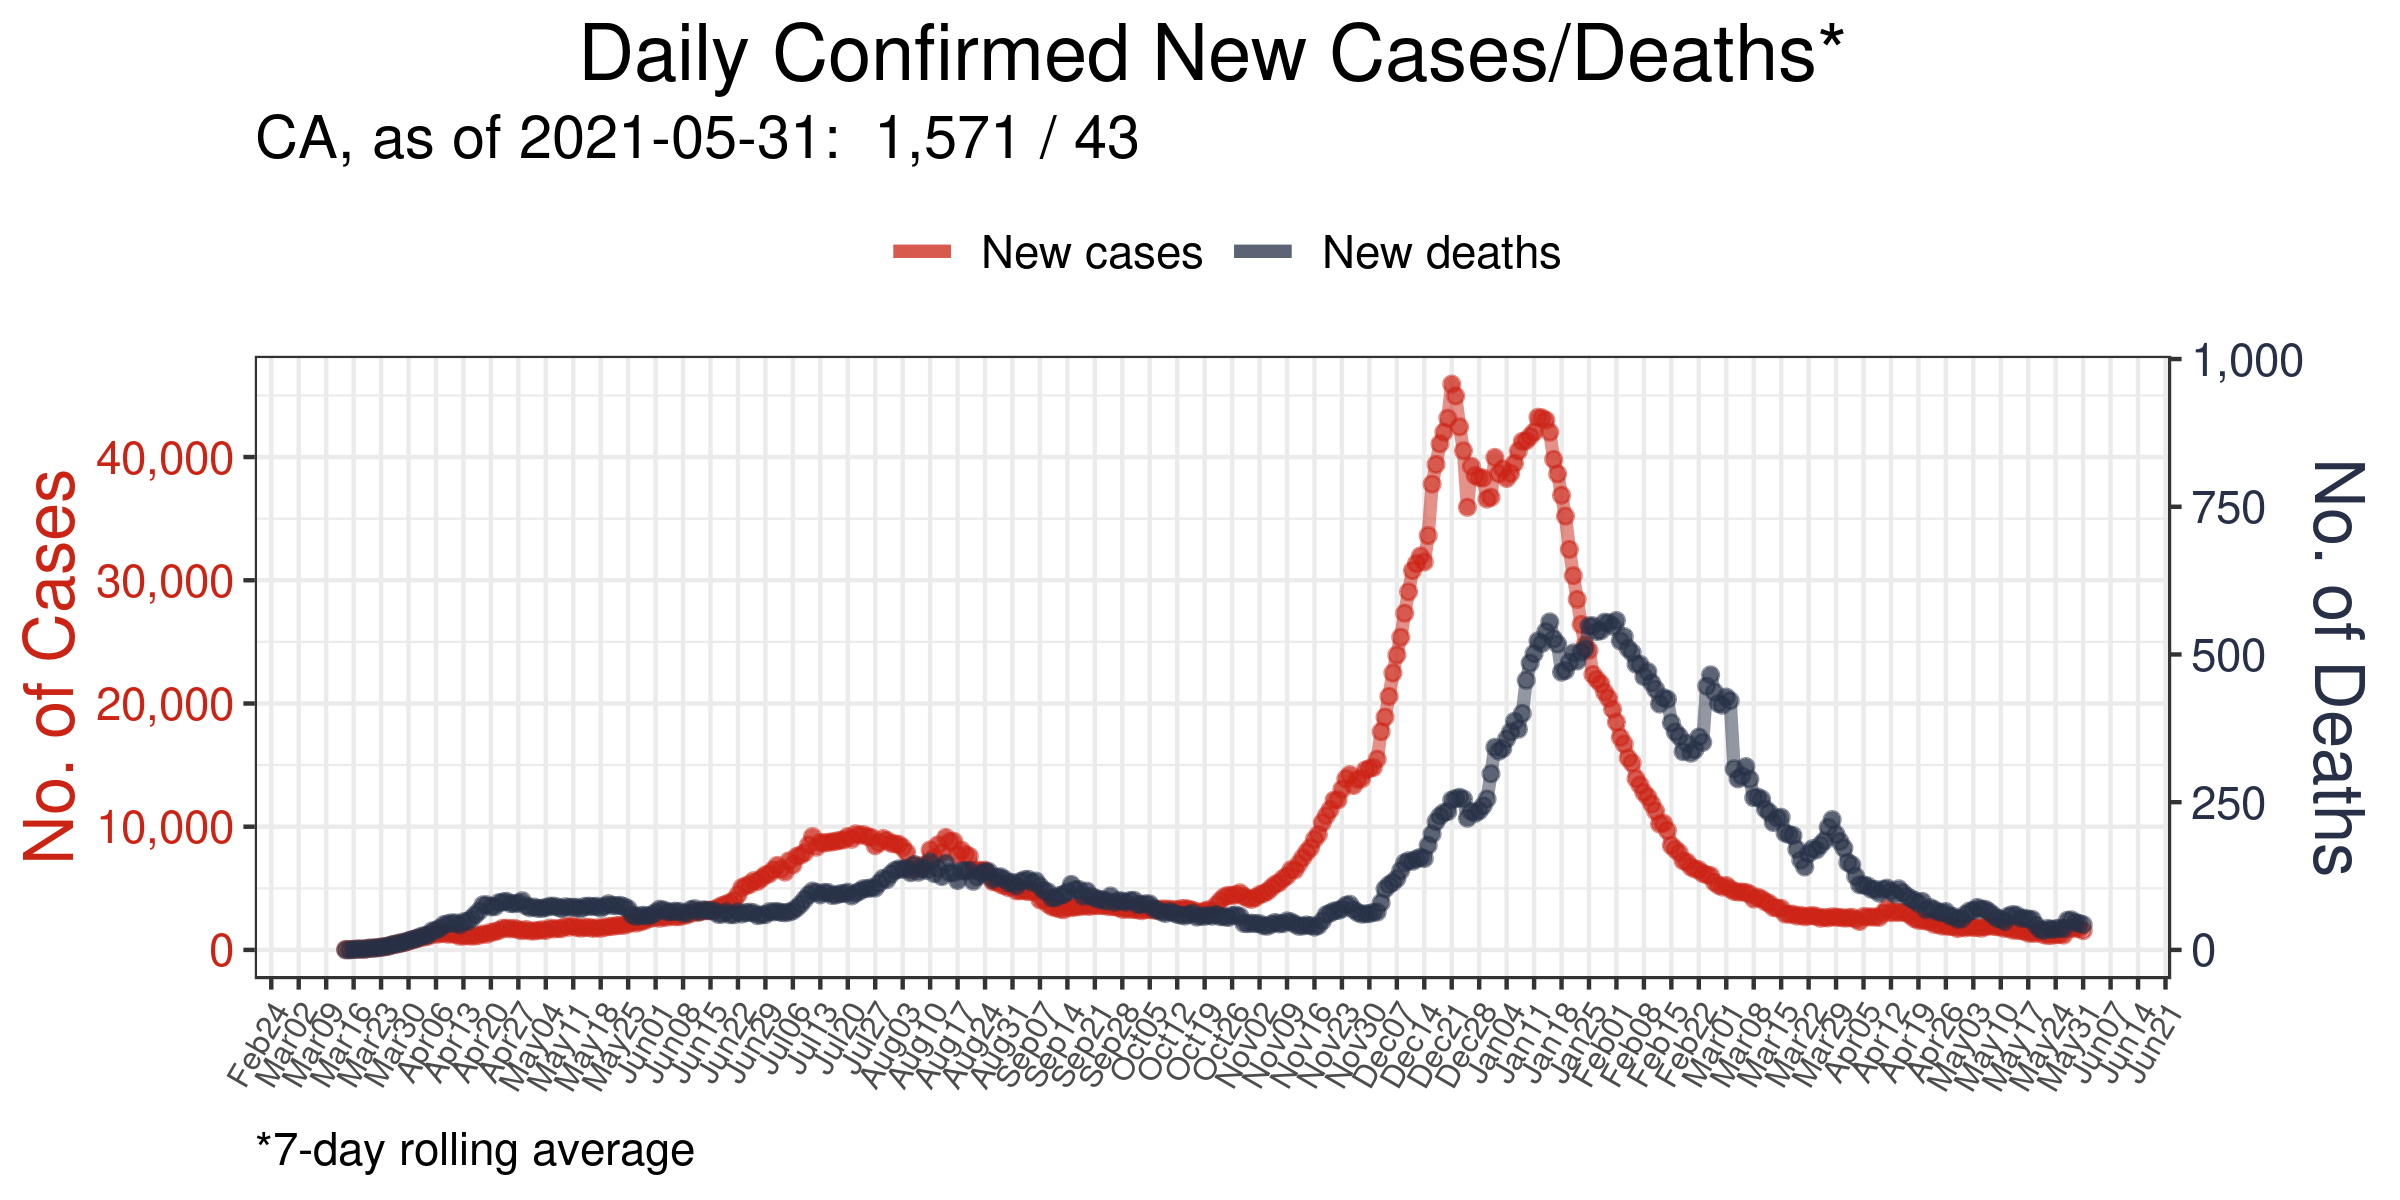 Daily Confirmed New Cases/Deaths*
CA, as of 2021-05-31:  1,571 / 43
New cases
New deaths
No. of Cases
40,000
30,000
20,000
10,000
0
1,000
750
500
250
0
No. of Deaths
Feb24
Mar02
Mar09
Mar16
Mar23
Mar30
Apr06
Apr13
Apr20
Apr27
May04
May11
May18
May25
Jun01
Jun08
Jun15
Jun22
Jun29
Jul06
Jul13
Jul20
Jul27
Aug03
Aug10
Aug17
Aug24
Aug31
Sep07
Sep14
Sep21
Sep28
Oct05
Oct12
Oct19
Oct26
Nov02
Nov09
Nov16
Nov23
Nov30
Dec07
Dec14
Dec21
Dec28
Jan04
Jan11
Jan18
Jan25
Feb01
Feb08
Feb15
Feb22
Mar01
Mar08
Mar15
Mar22
Mar29
Apr05
Apr12
Apr19
Apr26
May03
May10
May17
May24
May31
Jun07
Jun14
Jun21
*7-day rolling average